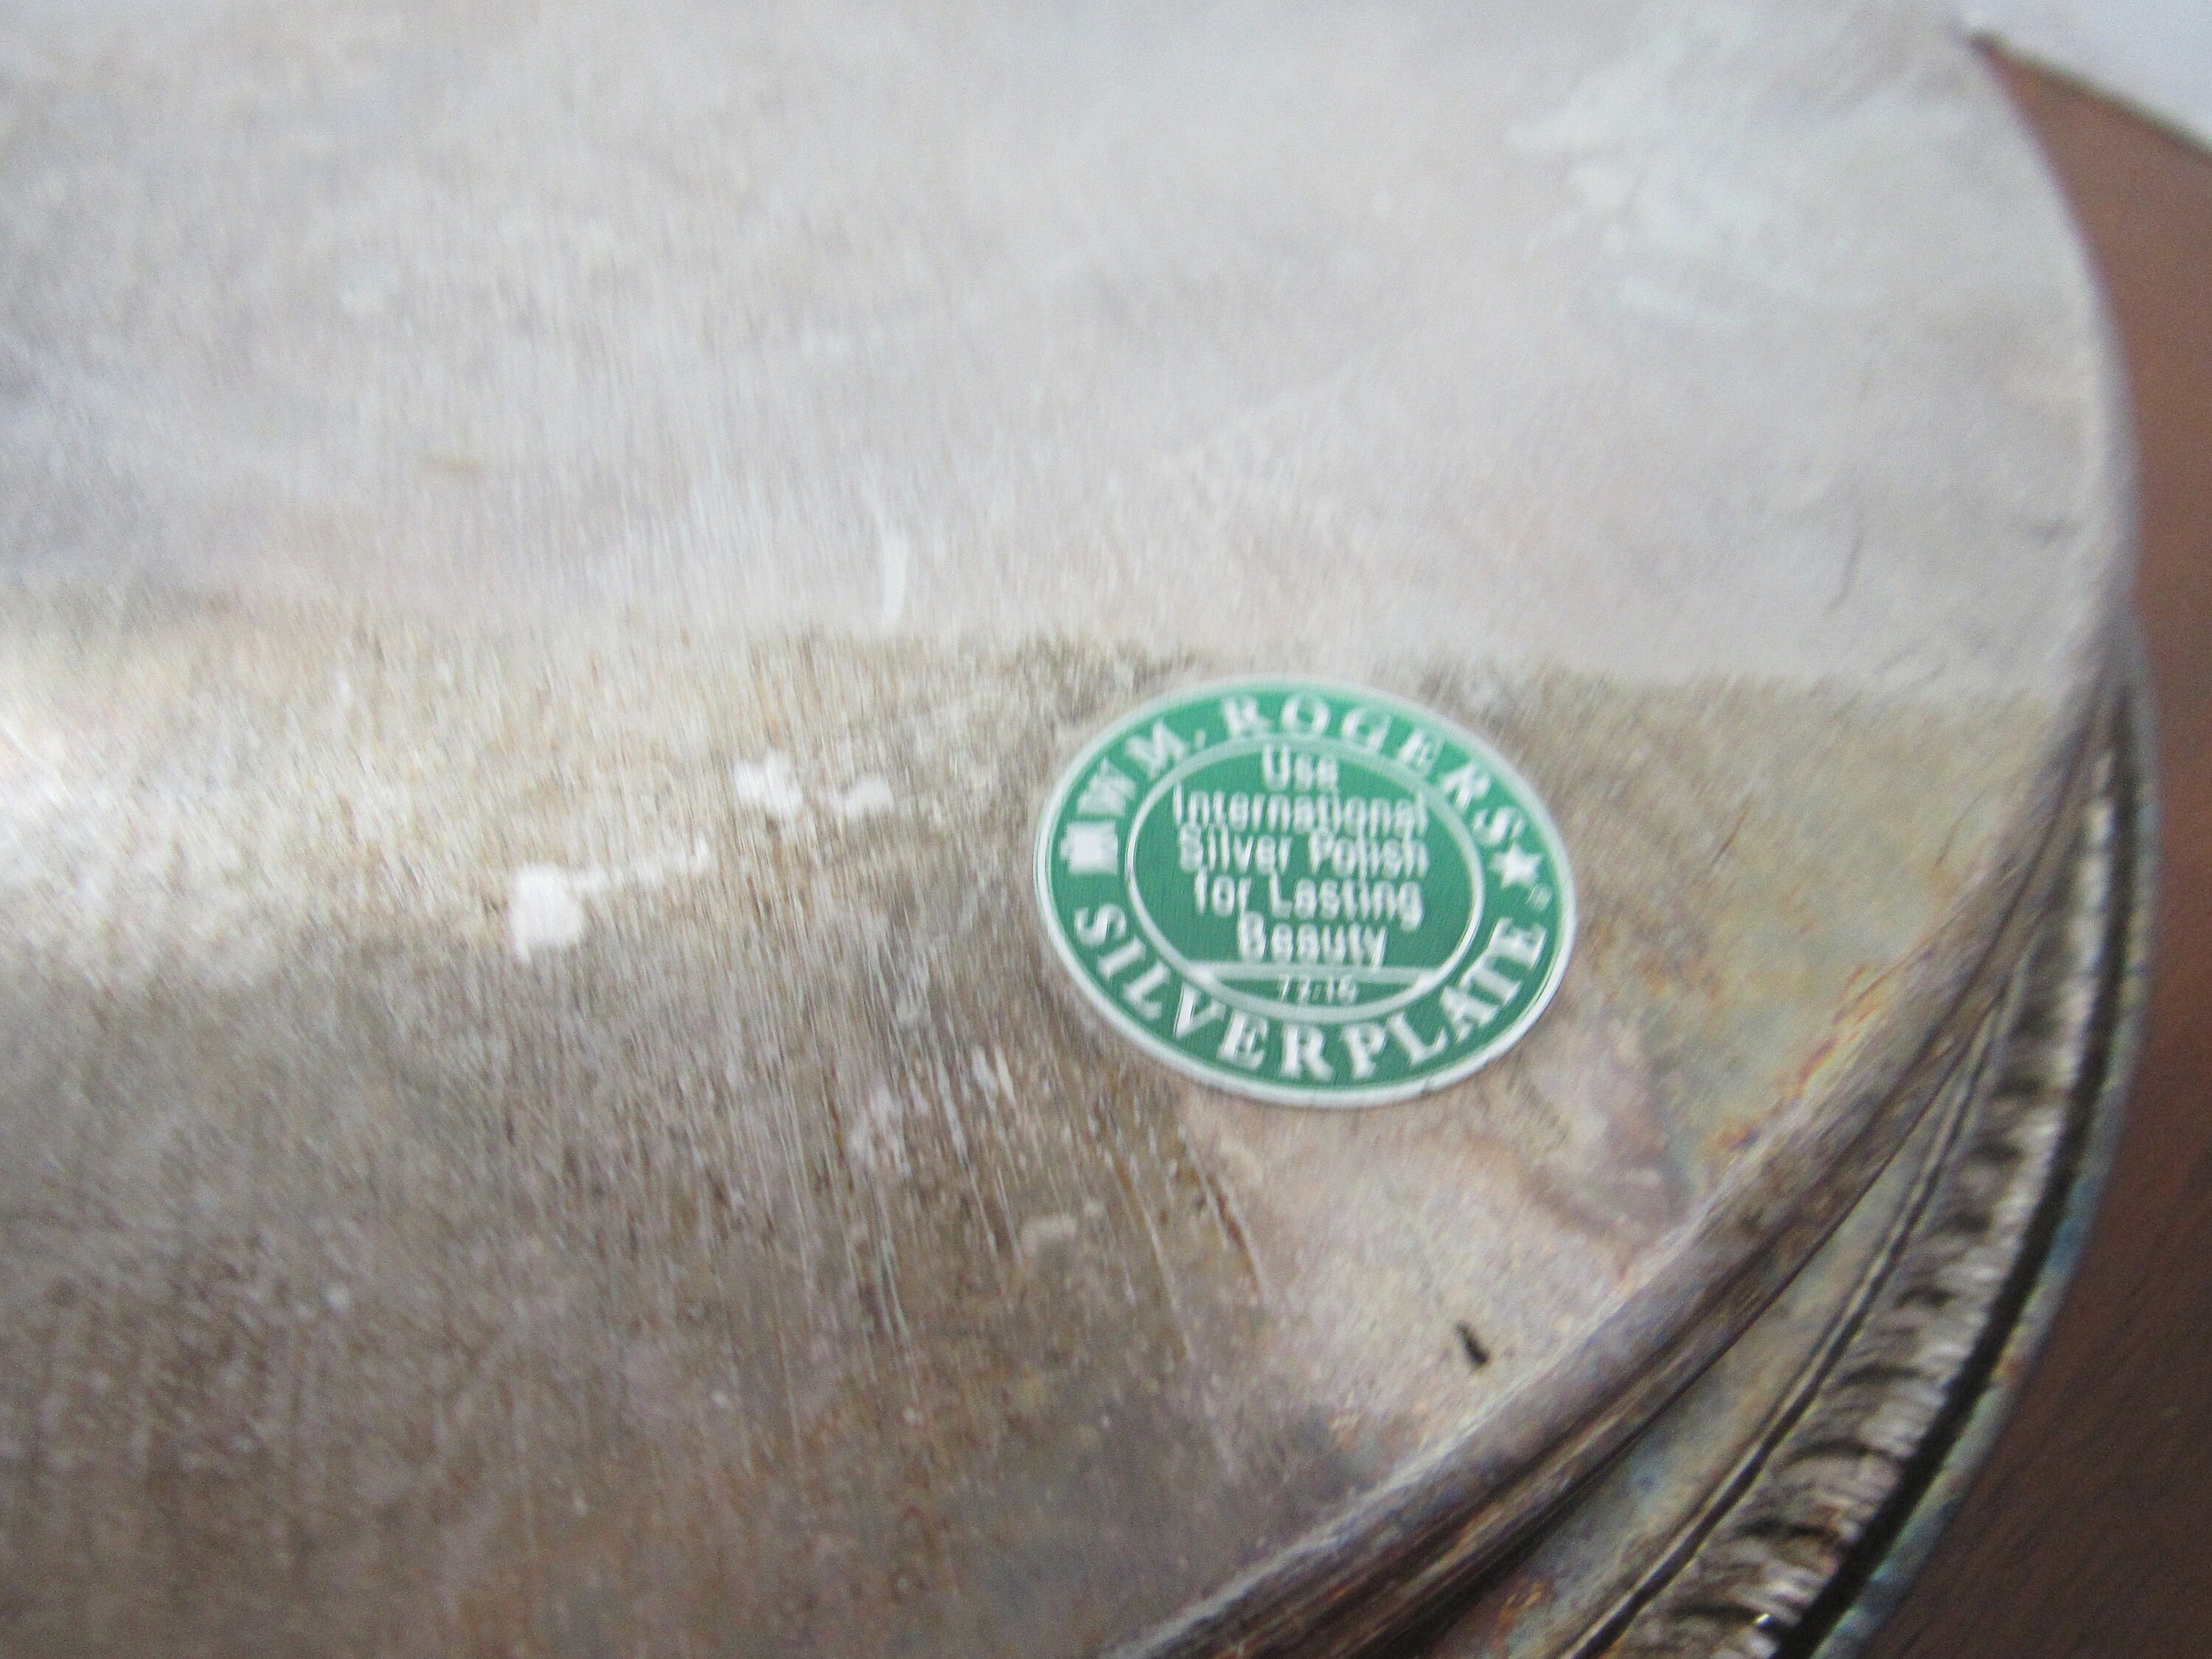 WM. ROGERS
Use
International
Silver Polish
for Lasting
Beauty
SILVERPLATE